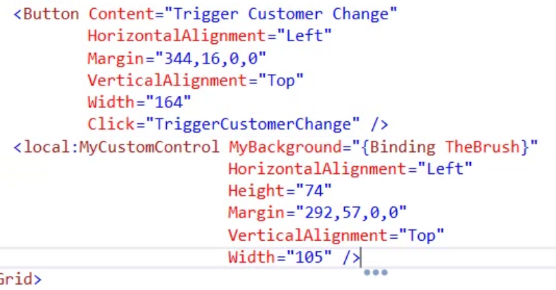 <Button Content="Trigger Customer Change"
HorizontalAlignment="Left"
Margin="344,16,0,0"
VerticalAlignment="Top"
Width="164"
Click="TriggerCustomerChange" />
<local:MyCustomControl MyBackground="{Binding TheBrush}"
HorizontalAlignment="Left"
Height="74"
Margin="292,57,0,0"
VerticalAlignment="Top"
Width="105" />
Grid>